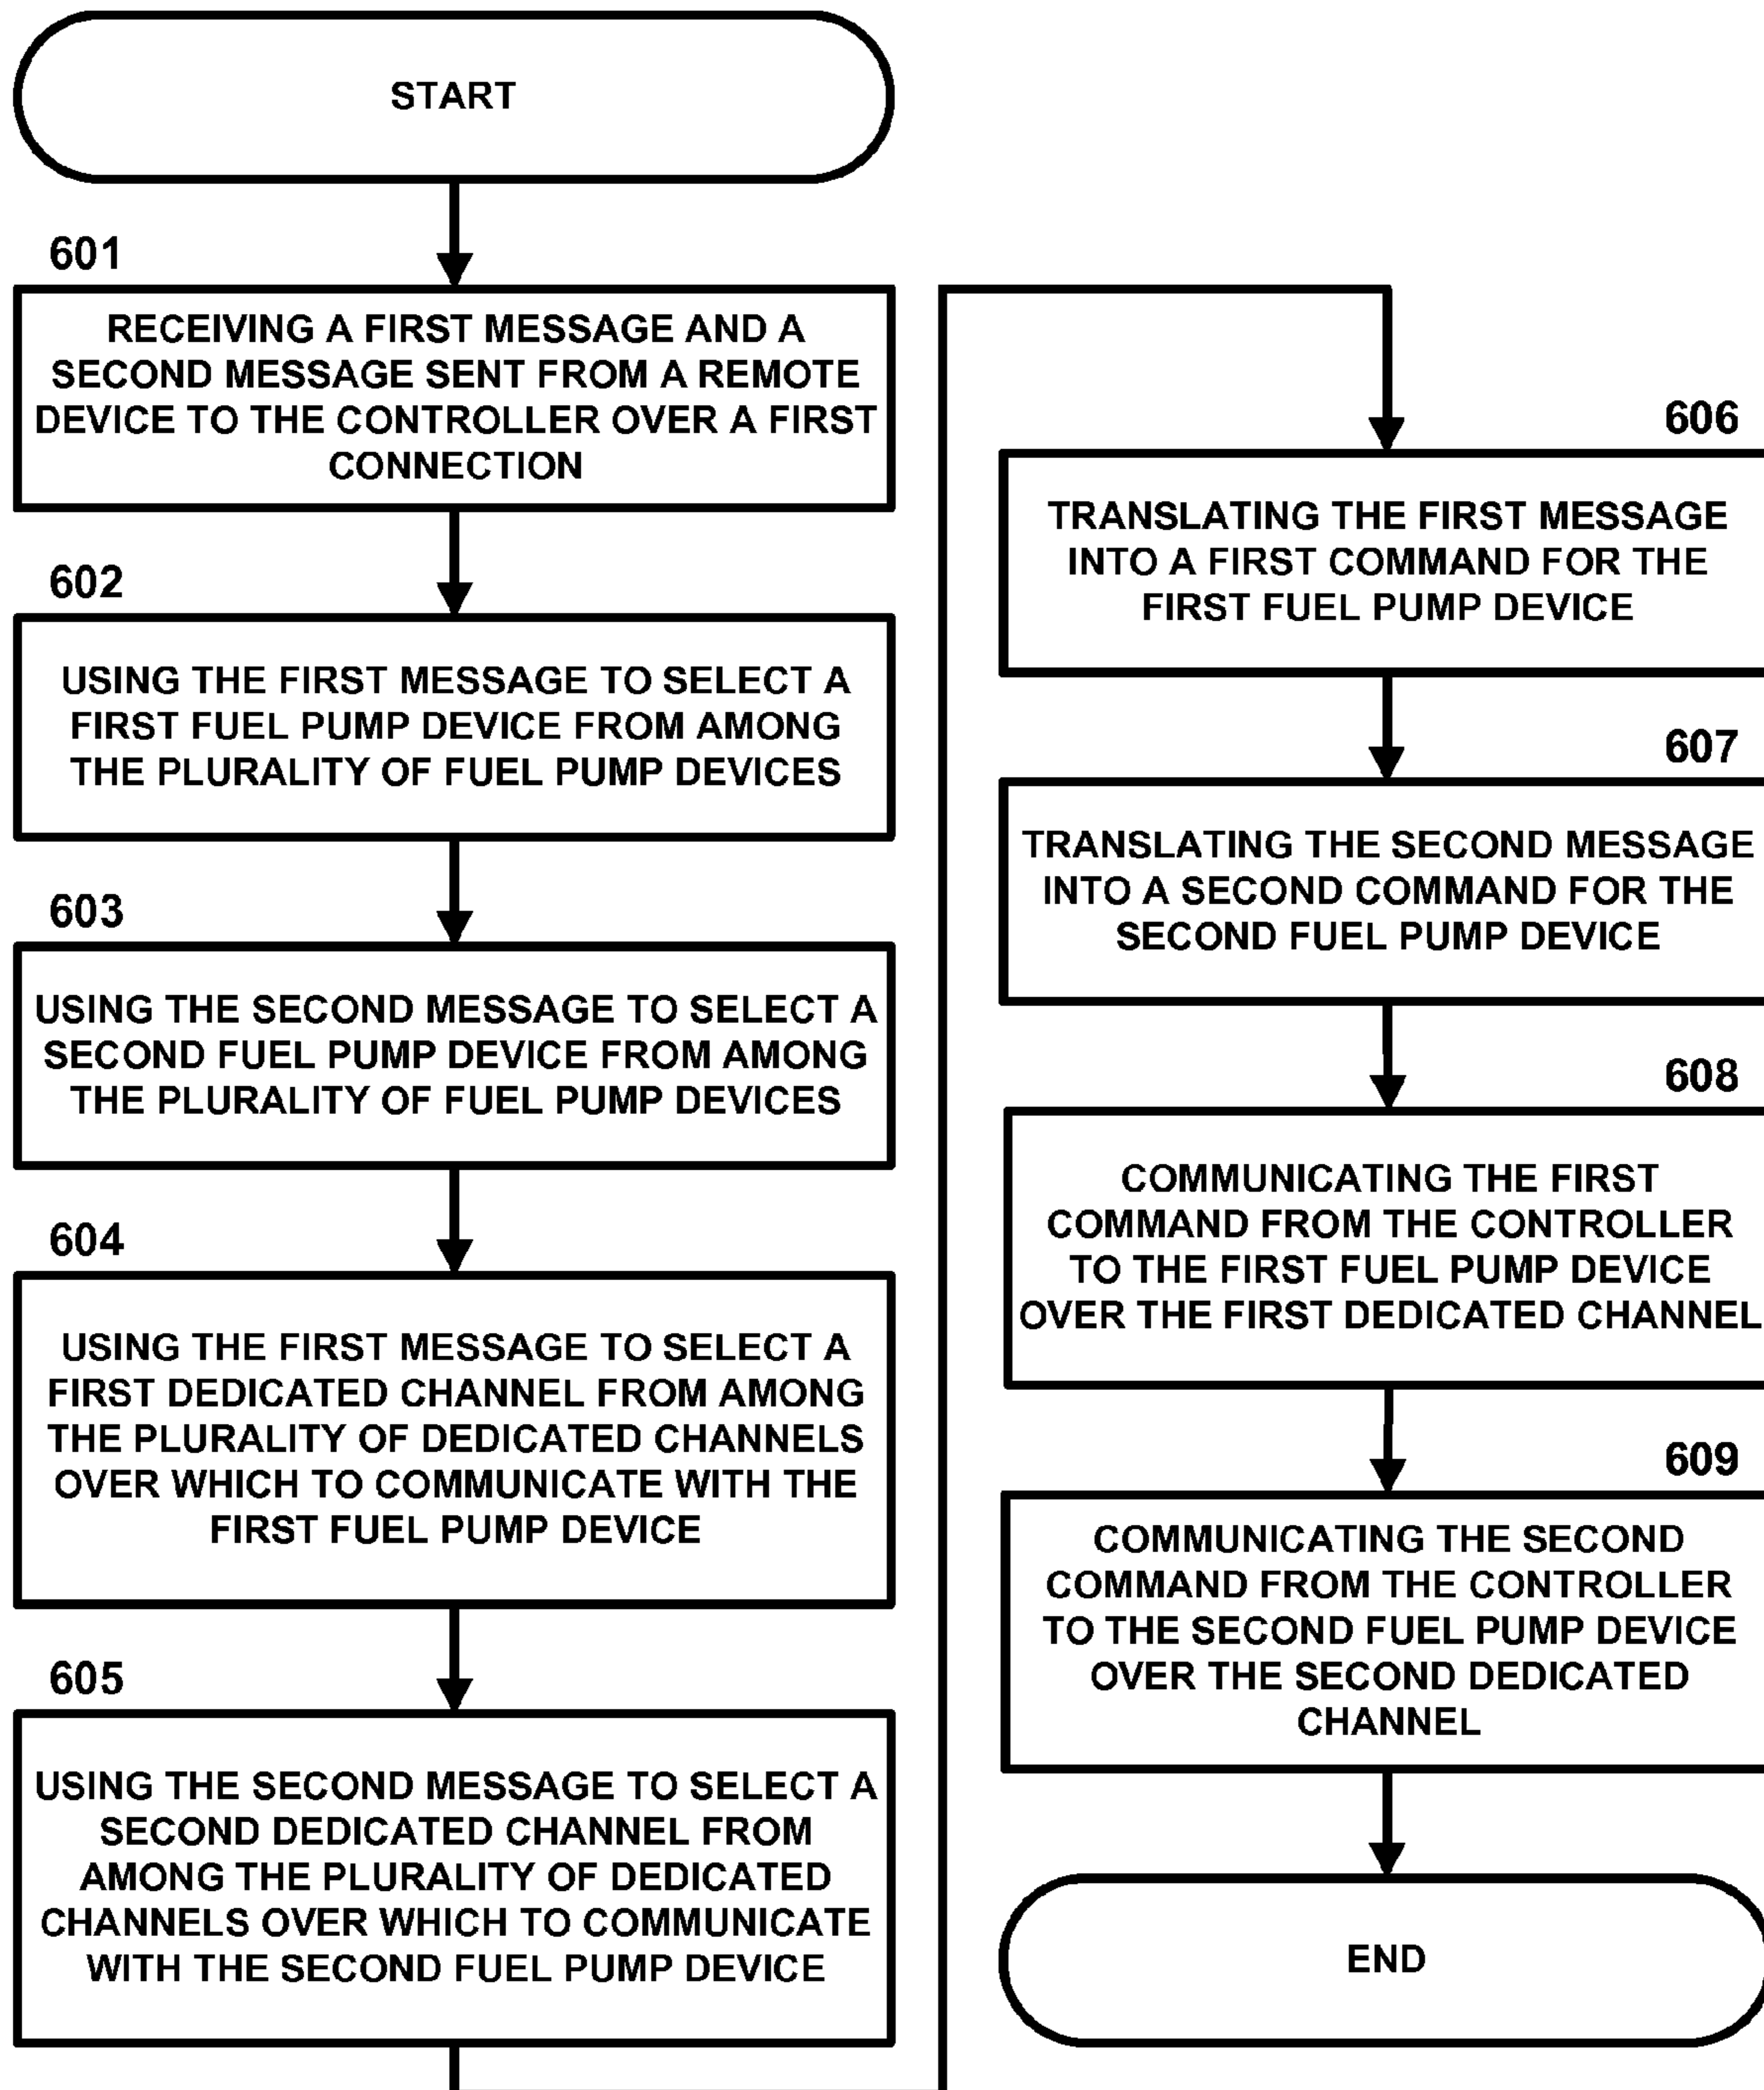 START
601
RECEIVING A FIRST MESSAGE AND A
SECOND MESSAGE SENT FROM A REMOTE
DEVICE TO THE CONTROLLER OVER A FIRST
CONNECTION
602
USING THE FIRST MESSAGE TO SELECT A
FIRST FUEL PUMP DEVICE FROM AMONG
THE PLURALITY OF FUEL PUMP DEVICES
603
USING THE SECOND MESSAGE TO SELECT A
SECOND FUEL PUMP DEVICE FROM AMONG
THE PLURALITY OF FUEL PUMP DEVICES
604
USING THE FIRST MESSAGE TO SELECT A
FIRST DEDICATED CHANNEL FROM AMONG
THE PLURALITY OF DEDICATED CHANNELS
OVER WHICH TO COMMUNICATE WITH THE
FIRST FUEL PUMP DEVICE
605
USING THE SECOND MESSAGE TO SELECT A
SECOND DEDICATED CHANNEL FROM
AMONG THE PLURALITY OF DEDICATED
CHANNELS OVER WHICH TO COMMUNICATE
WITH THE SECOND FUEL PUMP DEVICE
606
TRANSLATING THE FIRST MESSAGE
INTO A FIRST COMMAND FOR THE
FIRST FUEL PUMP DEVICE
607
TRANSLATING THE SECOND MESSAGE
INTO A SECOND COMMAND FOR THE
SECOND FUEL PUMP DEVICE
608
COMMUNICATING THE FIRST
COMMAND FROM THE CONTROLLER
TO THE FIRST FUEL PUMP DEVICE
OVER THE FIRST DEDICATED CHANNEL
609
COMMUNICATING THE SECOND
COMMAND FROM THE CONTROLLER
TO THE SECOND FUEL PUMP DEVICE
OVER THE SECOND DEDICATED
CHANNEL
END